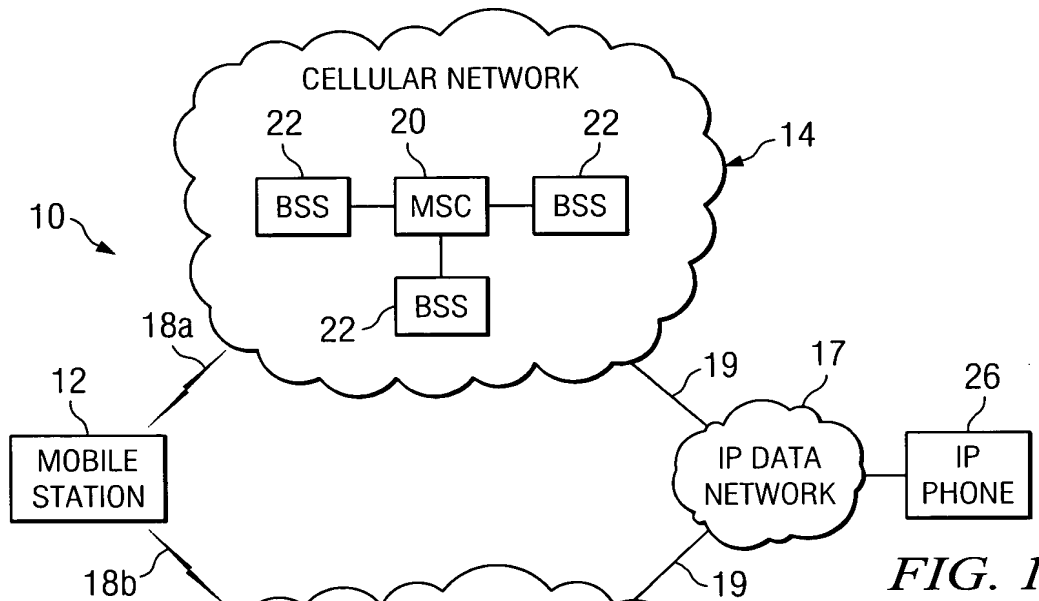 CELLULAR NETWORK
22
20
22
14
BSS
MSC
BSS
10
BSS
22
18a
12
19
17
26
MOBILE
STATION
IP DATA
NETWORK
IP
PHONE
18b
19
FIG. 1